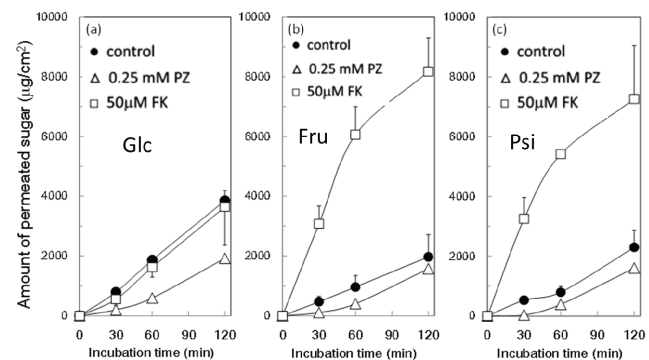 Amount of permeated sugar (µg/cm²)
(a)
● control
△ 0.25 mM PZ
□ 50µM FK
Glc
10000
8000
6000
4000
2000
0
0 30 60 90 120
Incubation time (min)
(b)
● control
△ 0.25 mM PZ
□ 50µM FK
Fru
10000
8000
6000
4000
2000
0
0 30 60 90 120
Incubation time (min)
(c)
● control
△ 0.25 mM PZ
□ 50µM FK
Psi
10000
8000
6000
4000
2000
0
0 30 60 90 120
Incubation time (min)